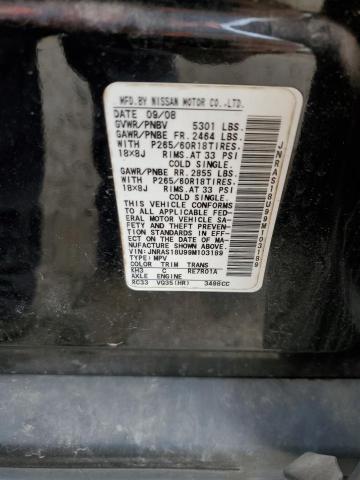 MFD.BY NISSAN MOTOR CO.,LTD.
DATE 09/08
GVWR/PNBV 5301 LBS.
GAWR/PNBE FR. 2464 LBS.
WITH P265/60R18TIRES.
18X8J RIMS.AT 33 PSI
COLD SINGLE.
GAWR/PNBE RR. 2855 LBS.
WITH P265/60R18TIRES.
18X8J RIMS.AT 33 PSI
COLD SINGLE.
THIS VEHICLE CONFORMS
TO ALL APPLICABLE FED-
ERAL MOTOR VEHICLE SA-
FETY AND THEFT PREVEN-
TION STANDARDS IN EFF-
ECT ON THE DATE OF MA-
NUFACTURE SHOWN ABOVE.
VIN:JNRAS18U99M103189
TYPE:MPV
COLOR TRIM TRANS
KH3 C RE7R01A
AXLE ENGINE
RC33 VQ35(HR) 3498CC
JNRAS18U99M103189